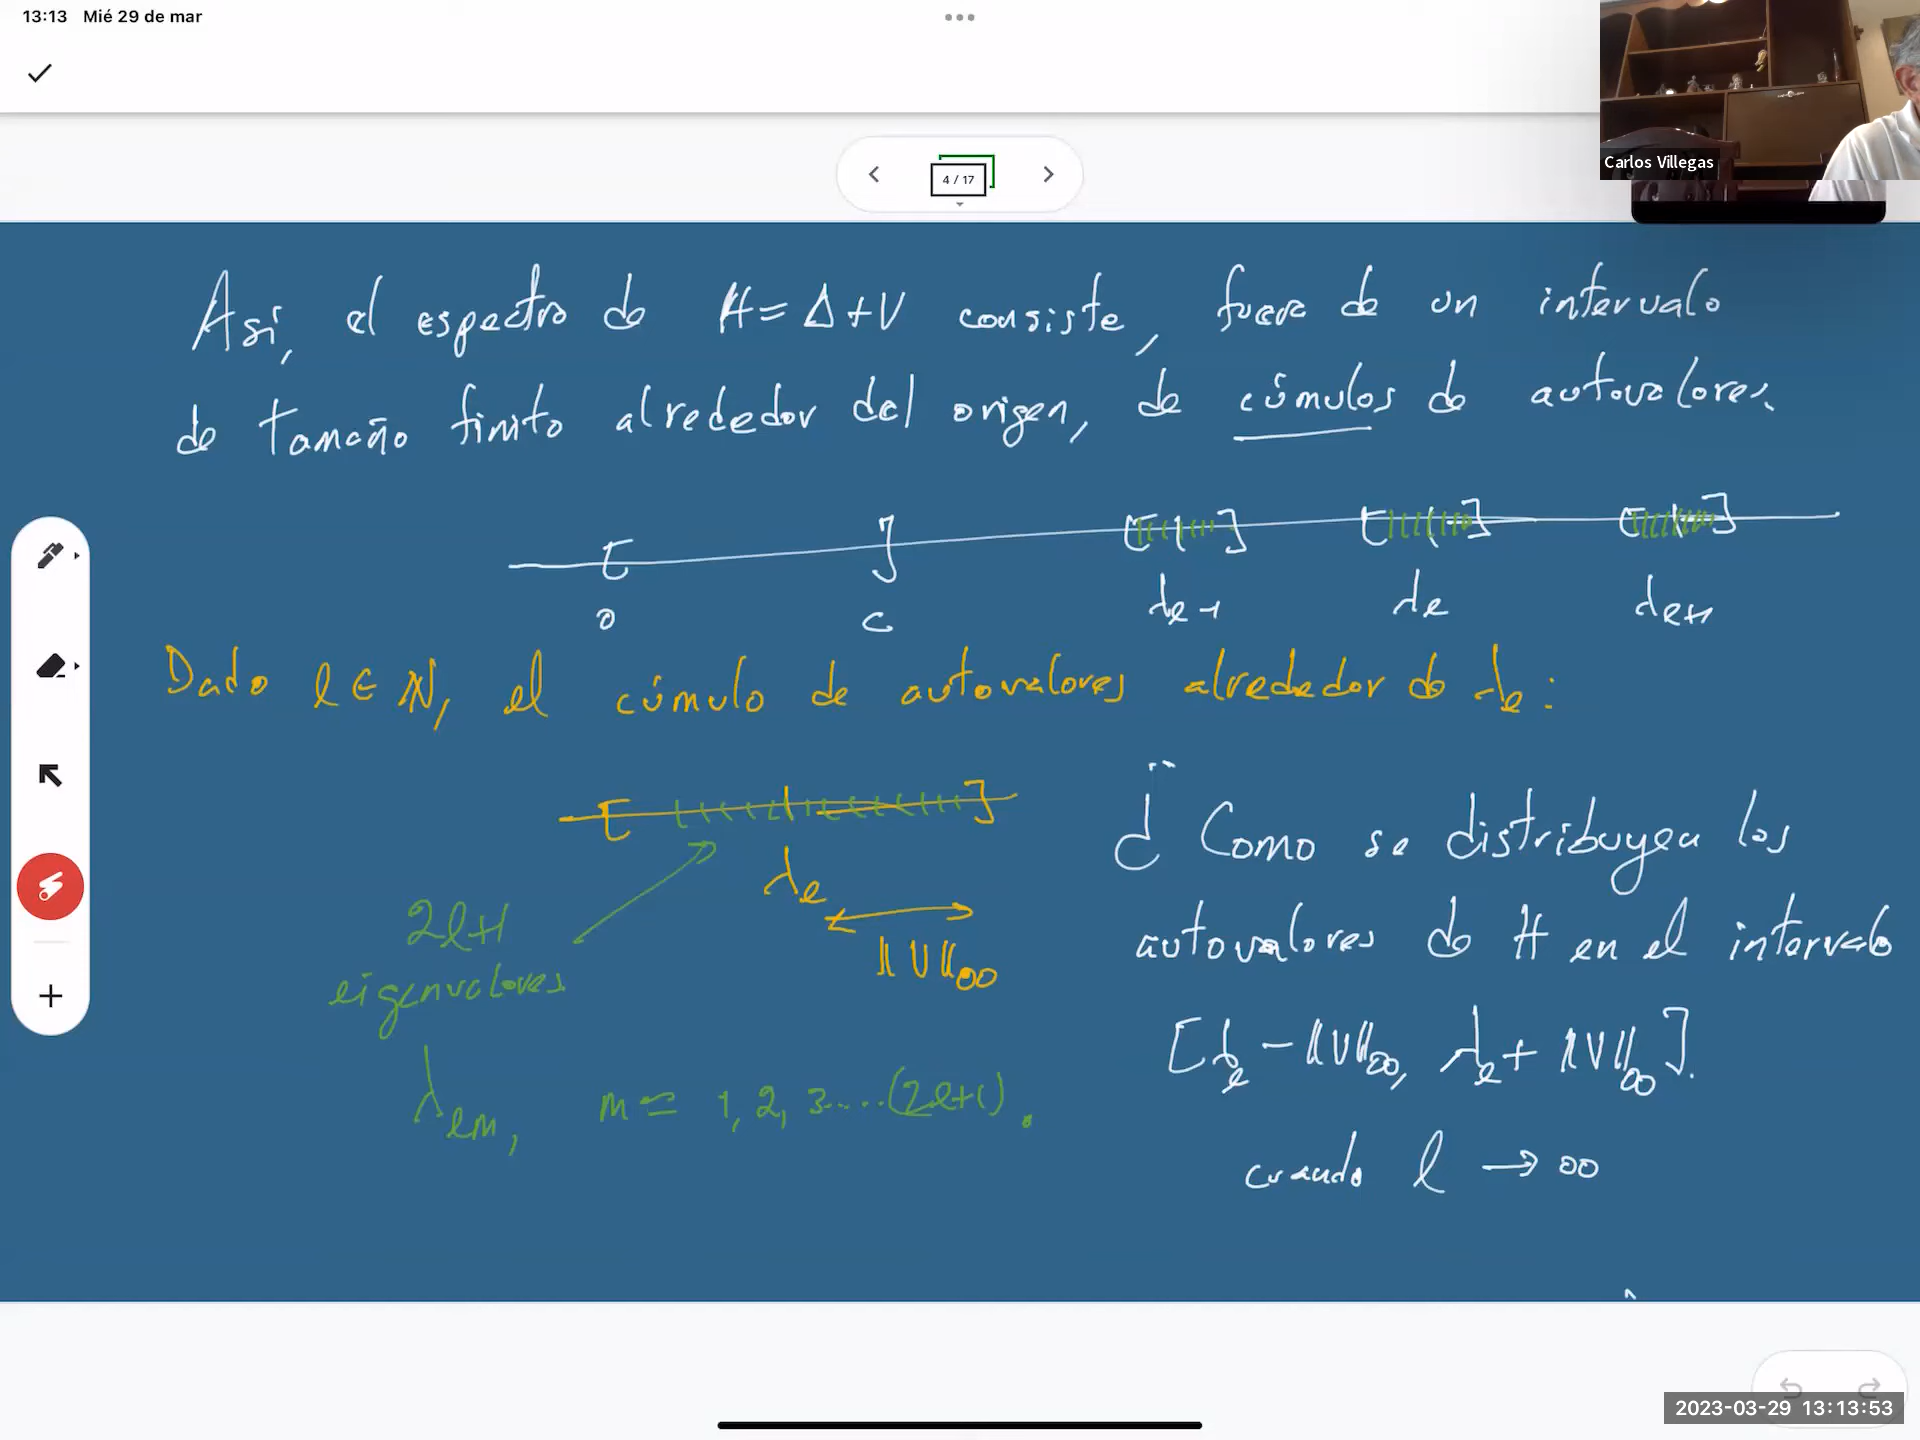 13:13 Mié 29 de mar
Carlos Villegas
4 / 17
Así, el espectro de H = Δ + V consiste, fuera de un intervalo
de tamaño finito alrededor del origen, de cúmulos de autovalores.
[ ] [ | ] [ | ] [ | ]
0 c λℓ-1 λℓ λℓ+1
Dado ℓ ∈ N, el cúmulo de autovalores alrededor de λℓ:
[ | ]
λℓ
‖V‖∞
2ℓ+1
eigenvalores
λℓm, m = 1, 2, 3....(2ℓ+1).
¿Como se distribuyen los
autovalores de H en el intervalo
[λℓ - ‖V‖∞, λℓ + ‖V‖∞].
cuando ℓ → ∞
2023-03-29 13:13:53